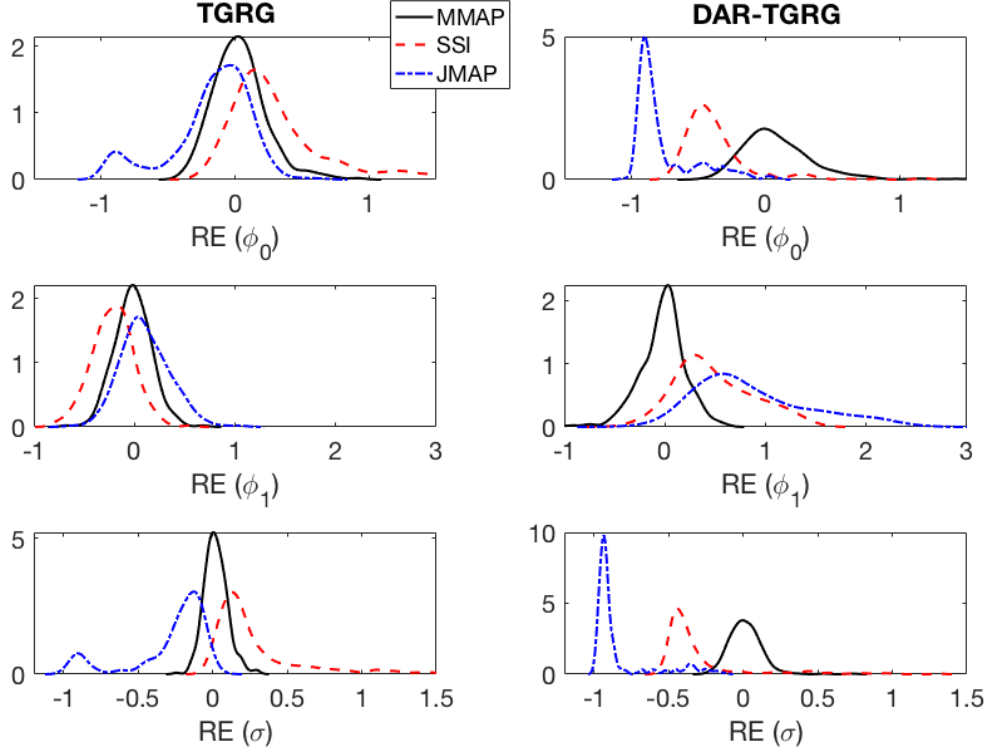 TGRG
DAR-TGRG
MMAP
SSI
JMAP
2
1
0
-1 0 1
RE (ϕ0)
5
0
-1 0 1
RE (ϕ0)
2
1
0
-1 0 1 2 3
RE (ϕ1)
2
1
0
-1 0 1 2 3
RE (ϕ1)
5
0
-1 -0.5 0 0.5 1 1.5
RE (σ)
10
5
0
-1 -0.5 0 0.5 1 1.5
RE (σ)